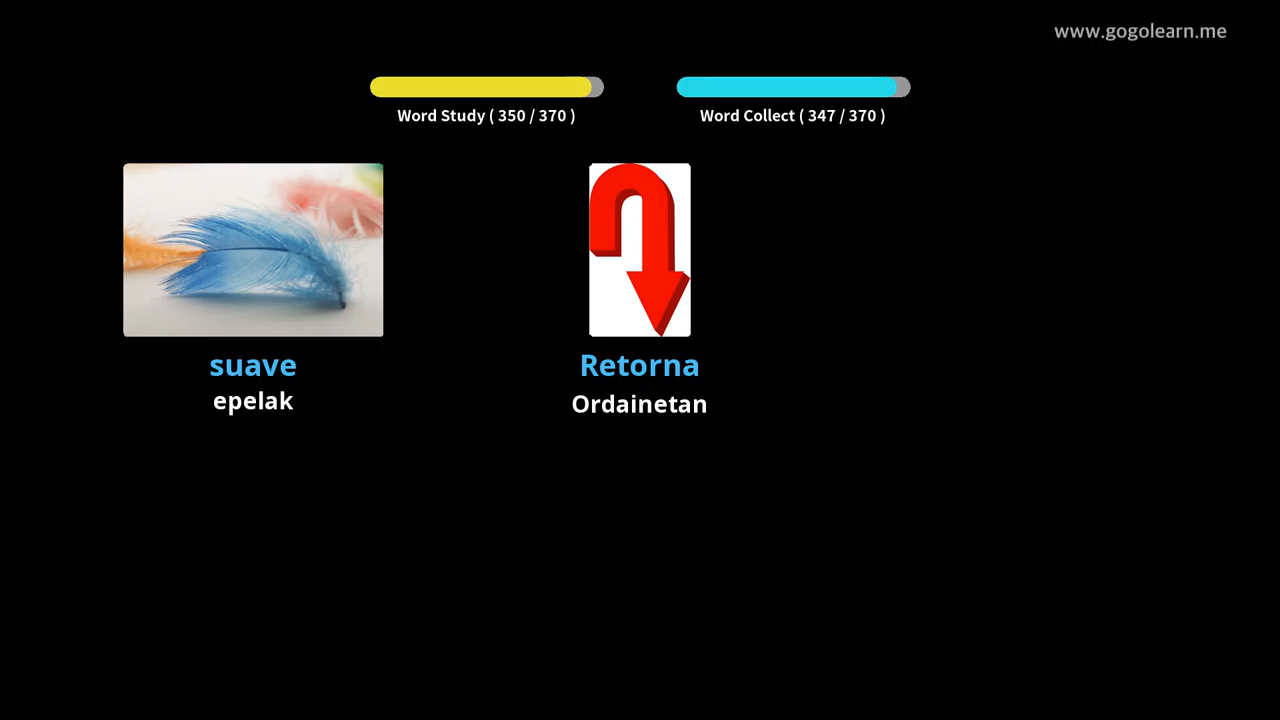 www.gogolearn.me
Word Study ( 350 / 370 )
Word Collect ( 347 / 370 )
suave
epelak
Retorna
Ordainetan